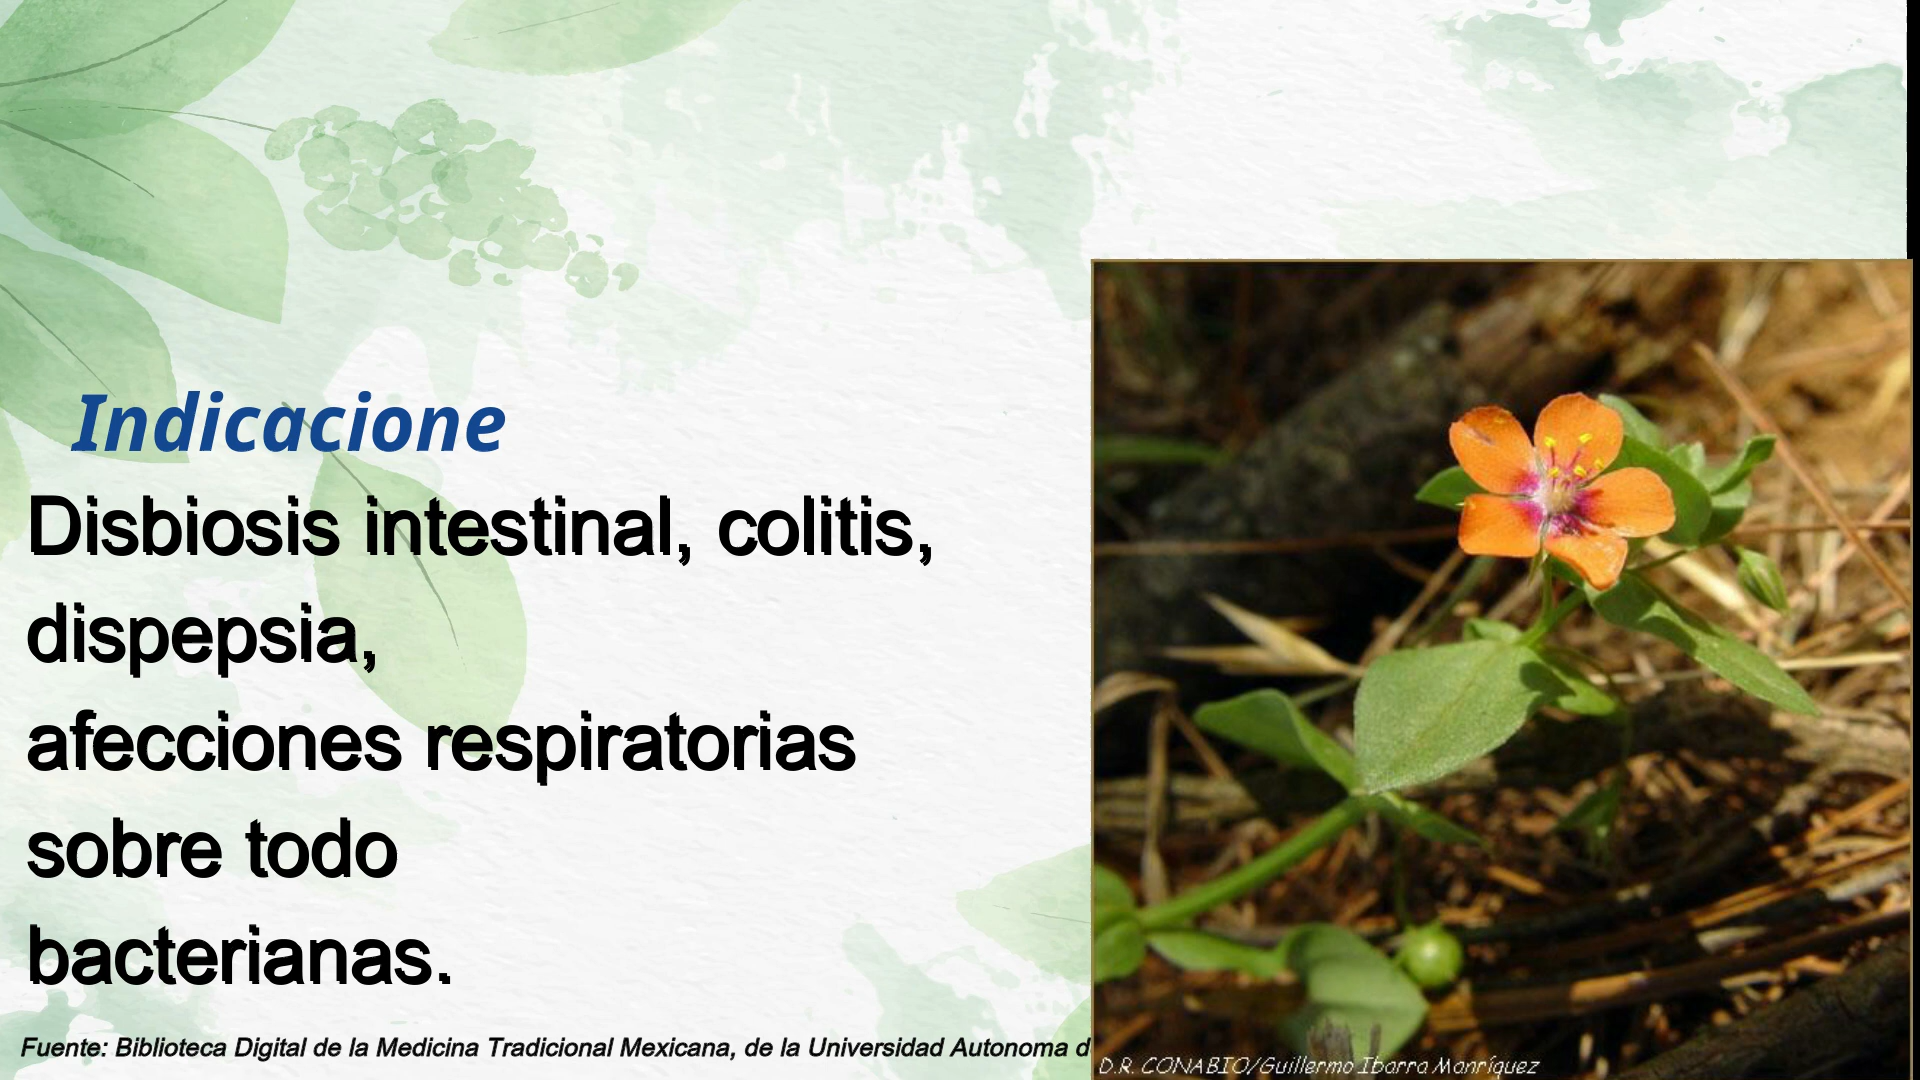 Indicacione
Disbiosis intestinal, colitis,
dispepsia,
afecciones respiratorias
sobre todo
bacterianas.
Fuente: Biblioteca Digital de la Medicina Tradicional Mexicana, de la Universidad Autonoma d
D.R. CONABIO/Guillermo Ibarra Manríquez